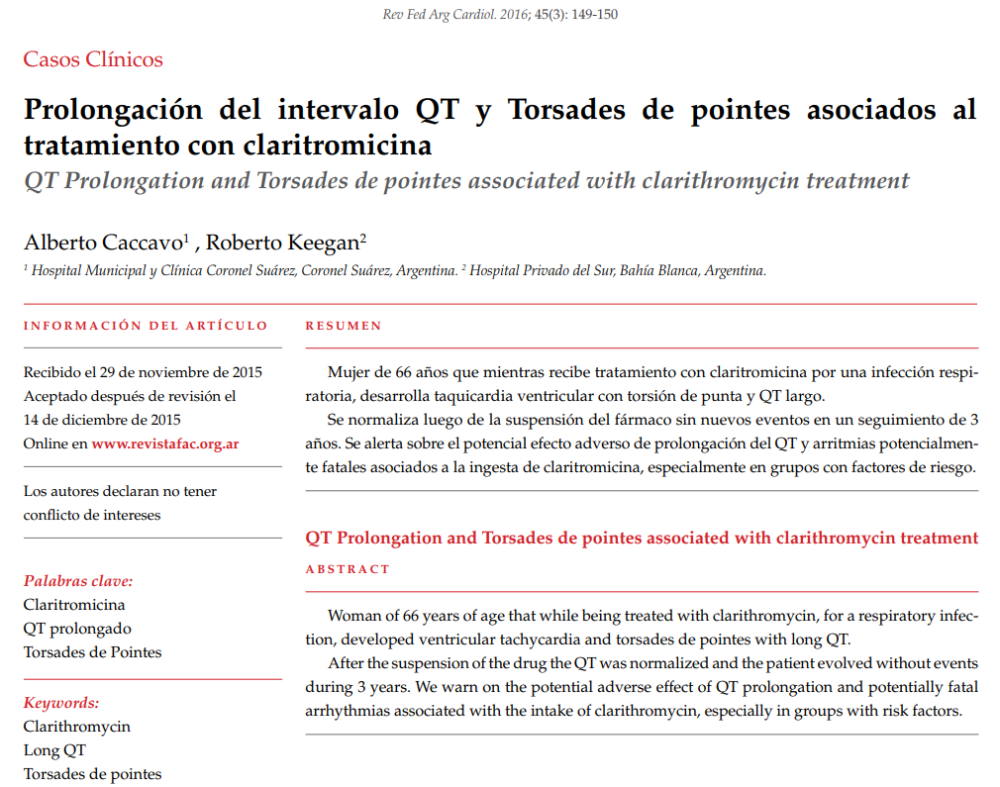 Rev Fed Arg Cardiol. 2016; 45(3): 149-150
Casos Clínicos
Prolongación del intervalo QT y Torsades de pointes asociados al
tratamiento con claritromicina
QT Prolongation and Torsades de pointes associated with clarithromycin treatment
Alberto Caccavo1 , Roberto Keegan2
1 Hospital Municipal y Clínica Coronel Suárez, Coronel Suárez, Argentina. 2 Hospital Privado del Sur, Bahía Blanca, Argentina.
INFORMACIÓN DEL ARTÍCULO
Recibido el 29 de noviembre de 2015
Aceptado después de revisión el
14 de diciembre de 2015
Online en www.revistafac.org.ar
Los autores declaran no tener
conflicto de intereses
Palabras clave:
Claritromicina
QT prolongado
Torsades de Pointes
Keywords:
Clarithromycin
Long QT
Torsades de pointes
RESUMEN
Mujer de 66 años que mientras recibe tratamiento con claritromicina por una infección respi-
ratoria, desarrolla taquicardia ventricular con torsión de punta y QT largo.
Se normaliza luego de la suspensión del fármaco sin nuevos eventos en un seguimiento de 3
años. Se alerta sobre el potencial efecto adverso de prolongación del QT y arritmias potencialmen-
te fatales asociados a la ingesta de claritromicina, especialmente en grupos con factores de riesgo.
QT Prolongation and Torsades de pointes associated with clarithromycin treatment
ABSTRACT
Woman of 66 years of age that while being treated with clarithromycin, for a respiratory infec-
tion, developed ventricular tachycardia and torsades de pointes with long QT.
After the suspension of the drug the QT was normalized and the patient evolved without events
during 3 years. We warn on the potential adverse effect of QT prolongation and potentially fatal
arrhythmias associated with the intake of clarithromycin, especially in groups with risk factors.